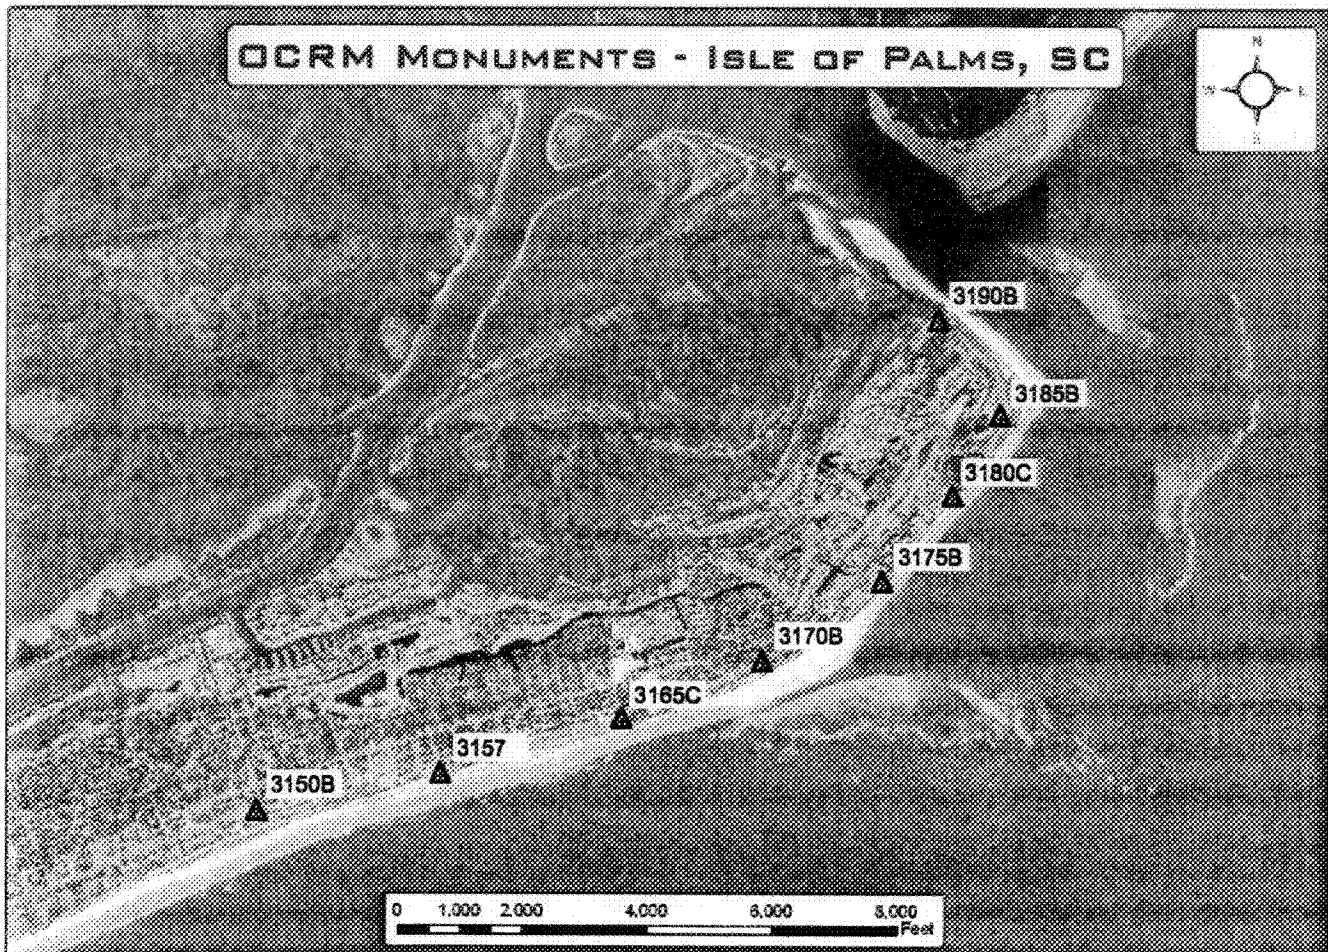 OCRM MONUMENTS - ISLE OF PALMS, SC
N
N E
S
3190B
3185B
3180C
3175B
3170B
3165C
3157
3150B
0 1,000 2,000 4,000 6,000 8,000
Feet